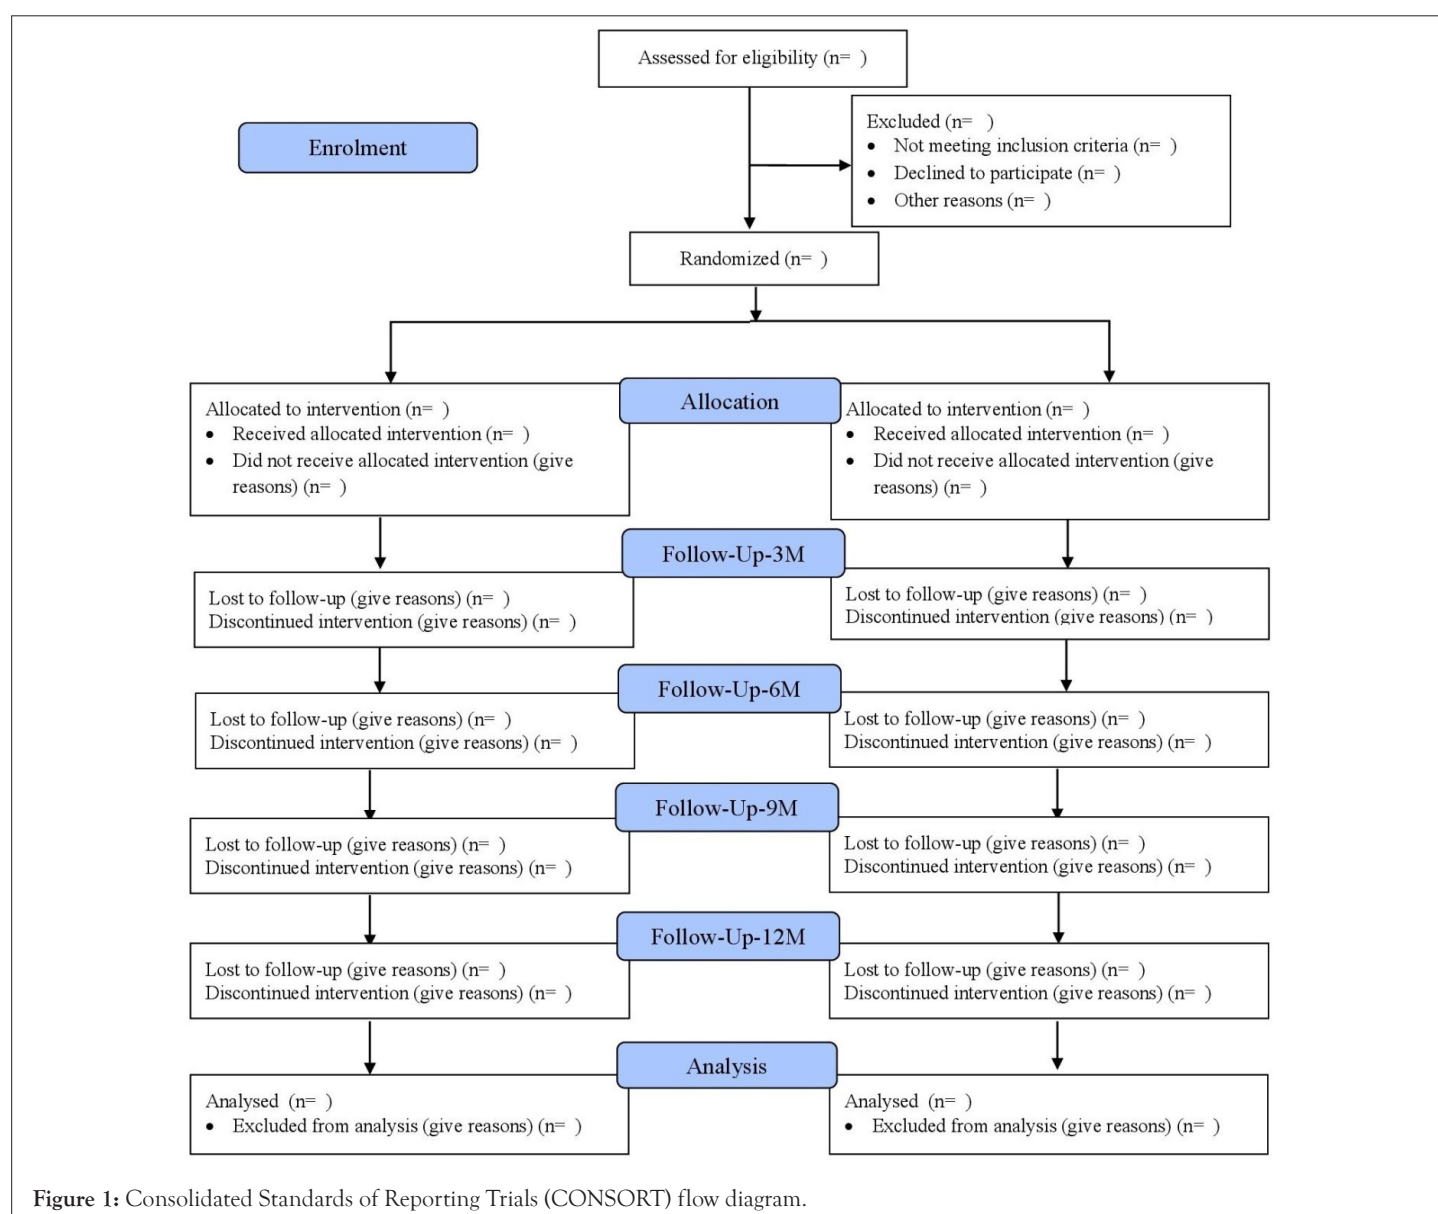 Assessed for eligibility (n=  )
Enrolment
Excluded (n=   )
• Not meeting inclusion criteria (n=  )
• Declined to participate (n=  )
• Other reasons (n=  )
Randomized (n=  )
Allocation
Allocated to intervention (n=  )
• Received allocated intervention (n=  )
• Did not receive allocated intervention (give
reasons) (n=  )
Allocated to intervention (n=  )
• Received allocated intervention (n=  )
• Did not receive allocated intervention (give
reasons) (n=  )
Follow-Up-3M
Lost to follow-up (give reasons) (n=  )
Discontinued intervention (give reasons) (n=  )
Lost to follow-up (give reasons) (n=  )
Discontinued intervention (give reasons) (n=  )
Follow-Up-6M
Lost to follow-up (give reasons) (n=  )
Discontinued intervention (give reasons) (n=  )
Lost to follow-up (give reasons) (n=  )
Discontinued intervention (give reasons) (n=  )
Follow-Up-9M
Lost to follow-up (give reasons) (n=  )
Discontinued intervention (give reasons) (n=  )
Lost to follow-up (give reasons) (n=  )
Discontinued intervention (give reasons) (n=  )
Follow-Up-12M
Lost to follow-up (give reasons) (n=  )
Discontinued intervention (give reasons) (n=  )
Lost to follow-up (give reasons) (n=  )
Discontinued intervention (give reasons) (n=  )
Analysis
Analysed  (n=  )
• Excluded from analysis (give reasons) (n=  )
Analysed  (n=  )
• Excluded from analysis (give reasons) (n=  )
Figure 1: Consolidated Standards of Reporting Trials (CONSORT) flow diagram.